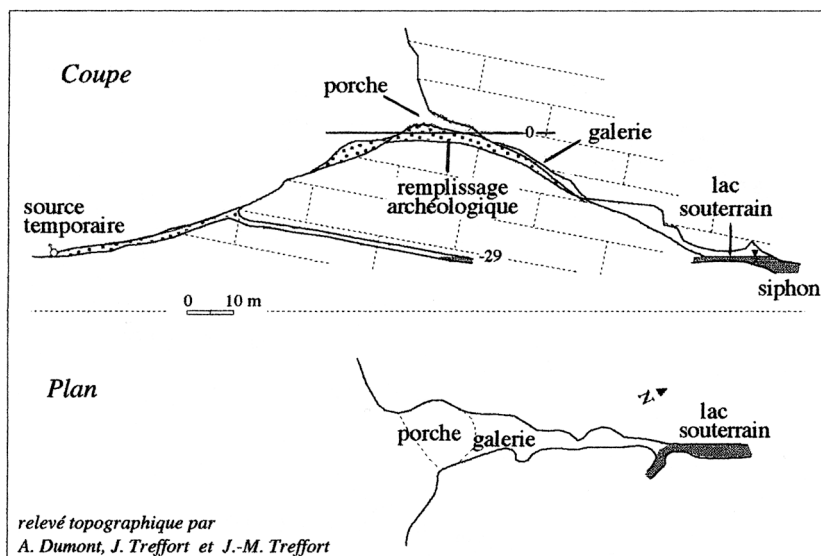 Coupe
porche
0
galerie
remplissage
archéologique
lac
souterrain
source
temporaire
-29
siphon
0 10 m
Plan
N
lac
souterrain
porche
galerie
relevé topographique par
A. Dumont, J. Treffort et J.-M. Treffort